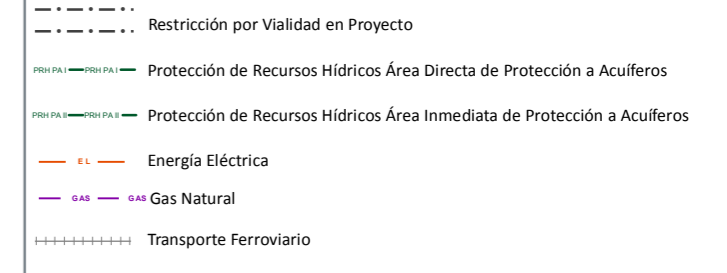 Restricción por Vialidad en Proyecto
PRH PA I PRH PA I Protección de Recursos Hídricos Área Directa de Protección a Acuíferos
PRH PA II PRH PA II Protección de Recursos Hídricos Área Inmediata de Protección a Acuíferos
EL Energía Eléctrica
GAS GAS Gas Natural
Transporte Ferroviario